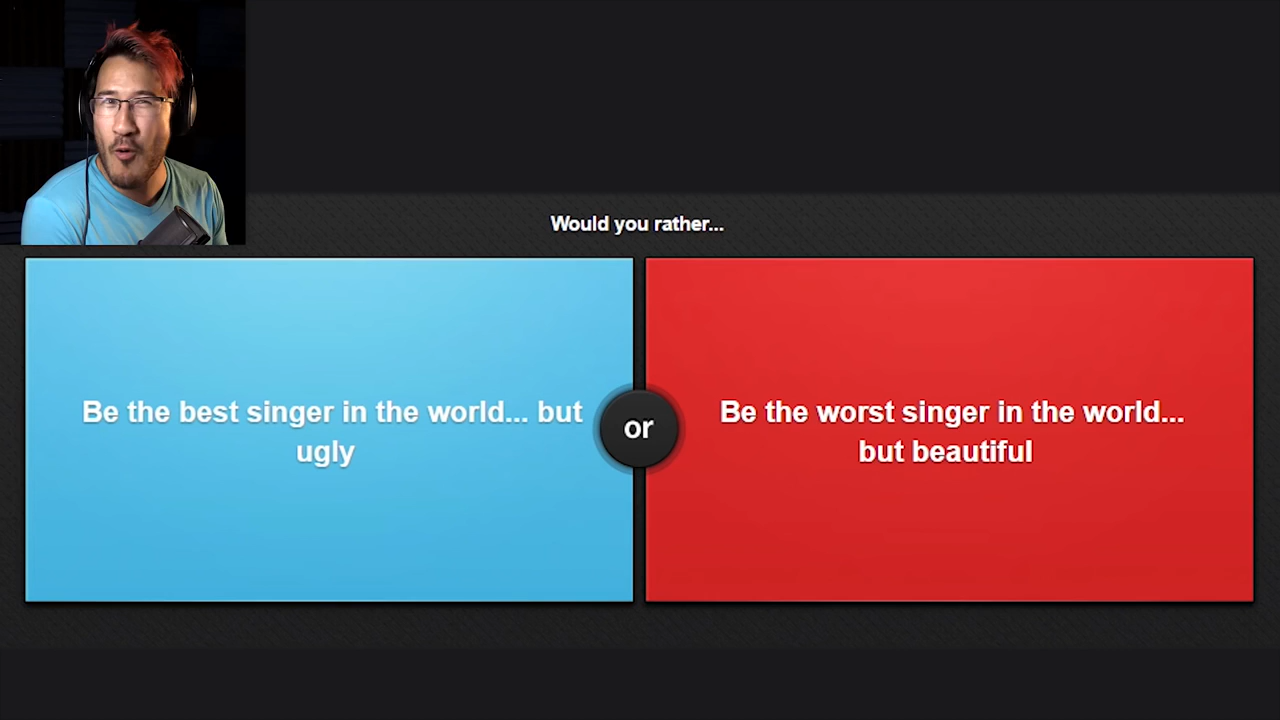 Would you rather...
Be the best singer in the world... but
ugly
or
Be the worst singer in the world...
but beautiful